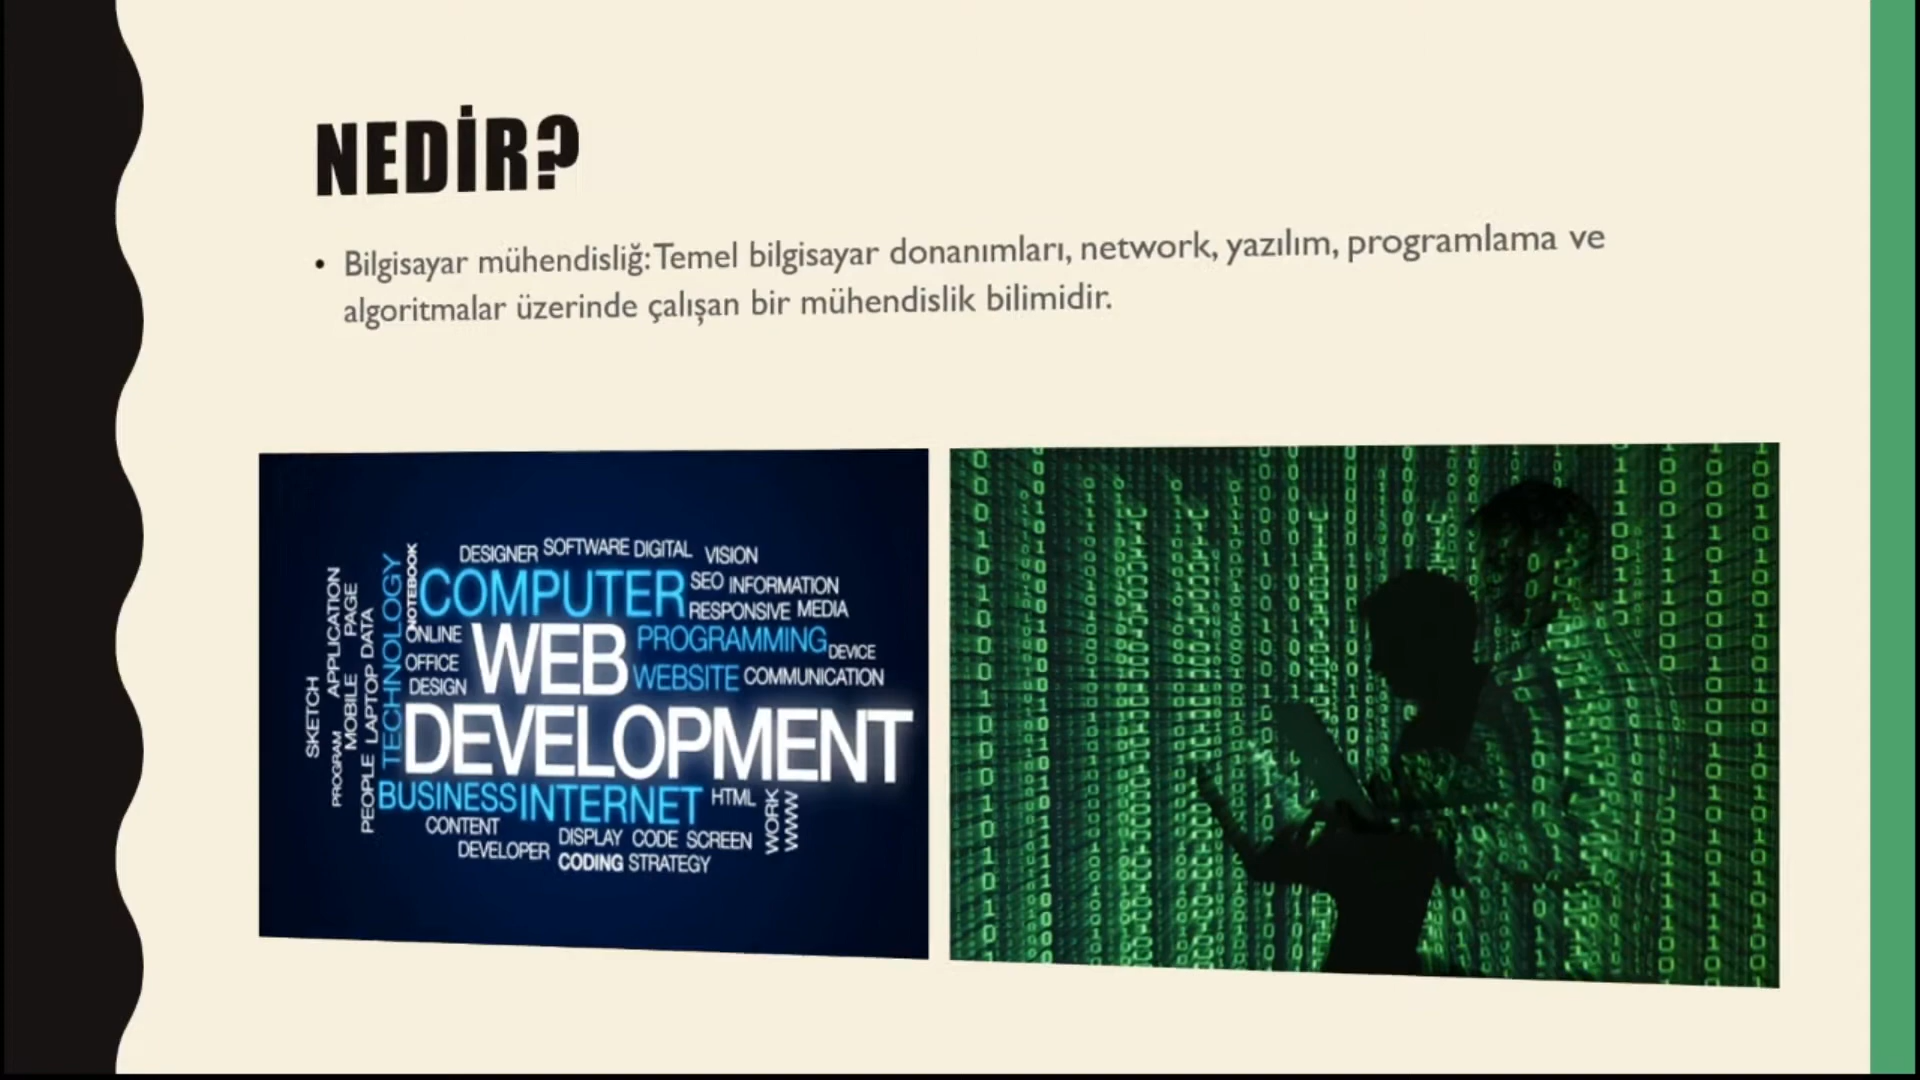 NEDİR?
• Bilgisayar mühendisliğ: Temel bilgisayar donanımları, network, yazılım, programlama ve
algoritmalar üzerinde çalışan bir mühendislik bilimidir.
DESIGNER SOFTWARE DIGITAL VISION
COMPUTER SEO INFORMATION
RESPONSIVE MEDIA
ONLINE WEB PROGRAMMING DEVICE
OFFICE WEBSITE COMMUNICATION
DESIGN
DEVELOPMENT
BUSINESS INTERNET HTML
CONTENT DISPLAY CODE SCREEN
DEVELOPER CODING STRATEGY
SKETCH
PROGRAM APPLICATION
MOBILE PAGE
PEOPLE LAPTOP DATA
TECHNOLOGY
NOTEBOOK
WORK
WWW